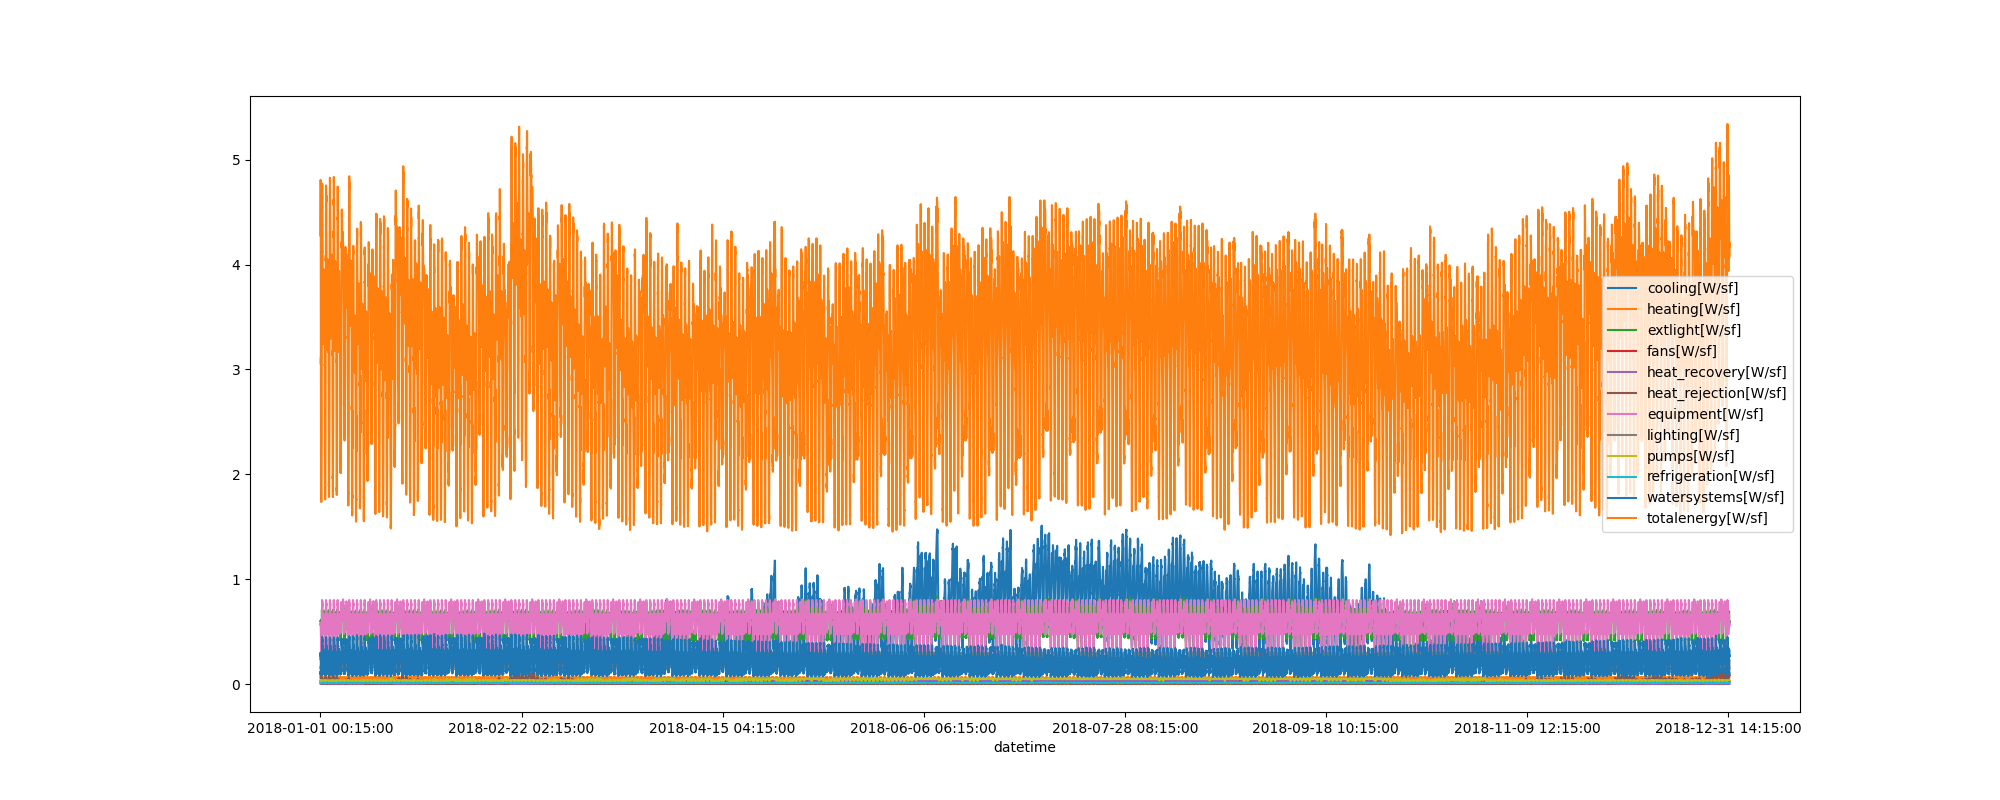 5
4
3
2
1
0
cooling[W/sf]
heating[W/sf]
extlight[W/sf]
fans[W/sf]
heat_recovery[W/sf]
heat_rejection[W/sf]
equipment[W/sf]
lighting[W/sf]
pumps[W/sf]
refrigeration[W/sf]
watersystems[W/sf]
totalenergy[W/sf]
2018-01-01 00:15:00 2018-02-22 02:15:00 2018-04-15 04:15:00 2018-06-06 06:15:00 2018-07-28 08:15:00 2018-09-18 10:15:00 2018-11-09 12:15:00 2018-12-31 14:15:00
datetime